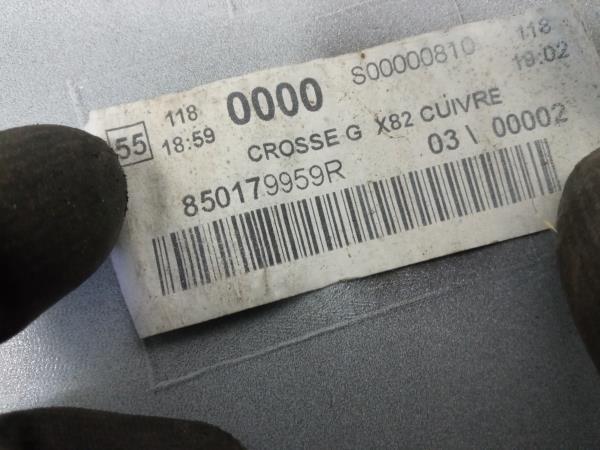 55 118 0000 S00000810 118
18:59 19:02
CROSSE G X82 CUIVRE
03 \ 00002
850179959R